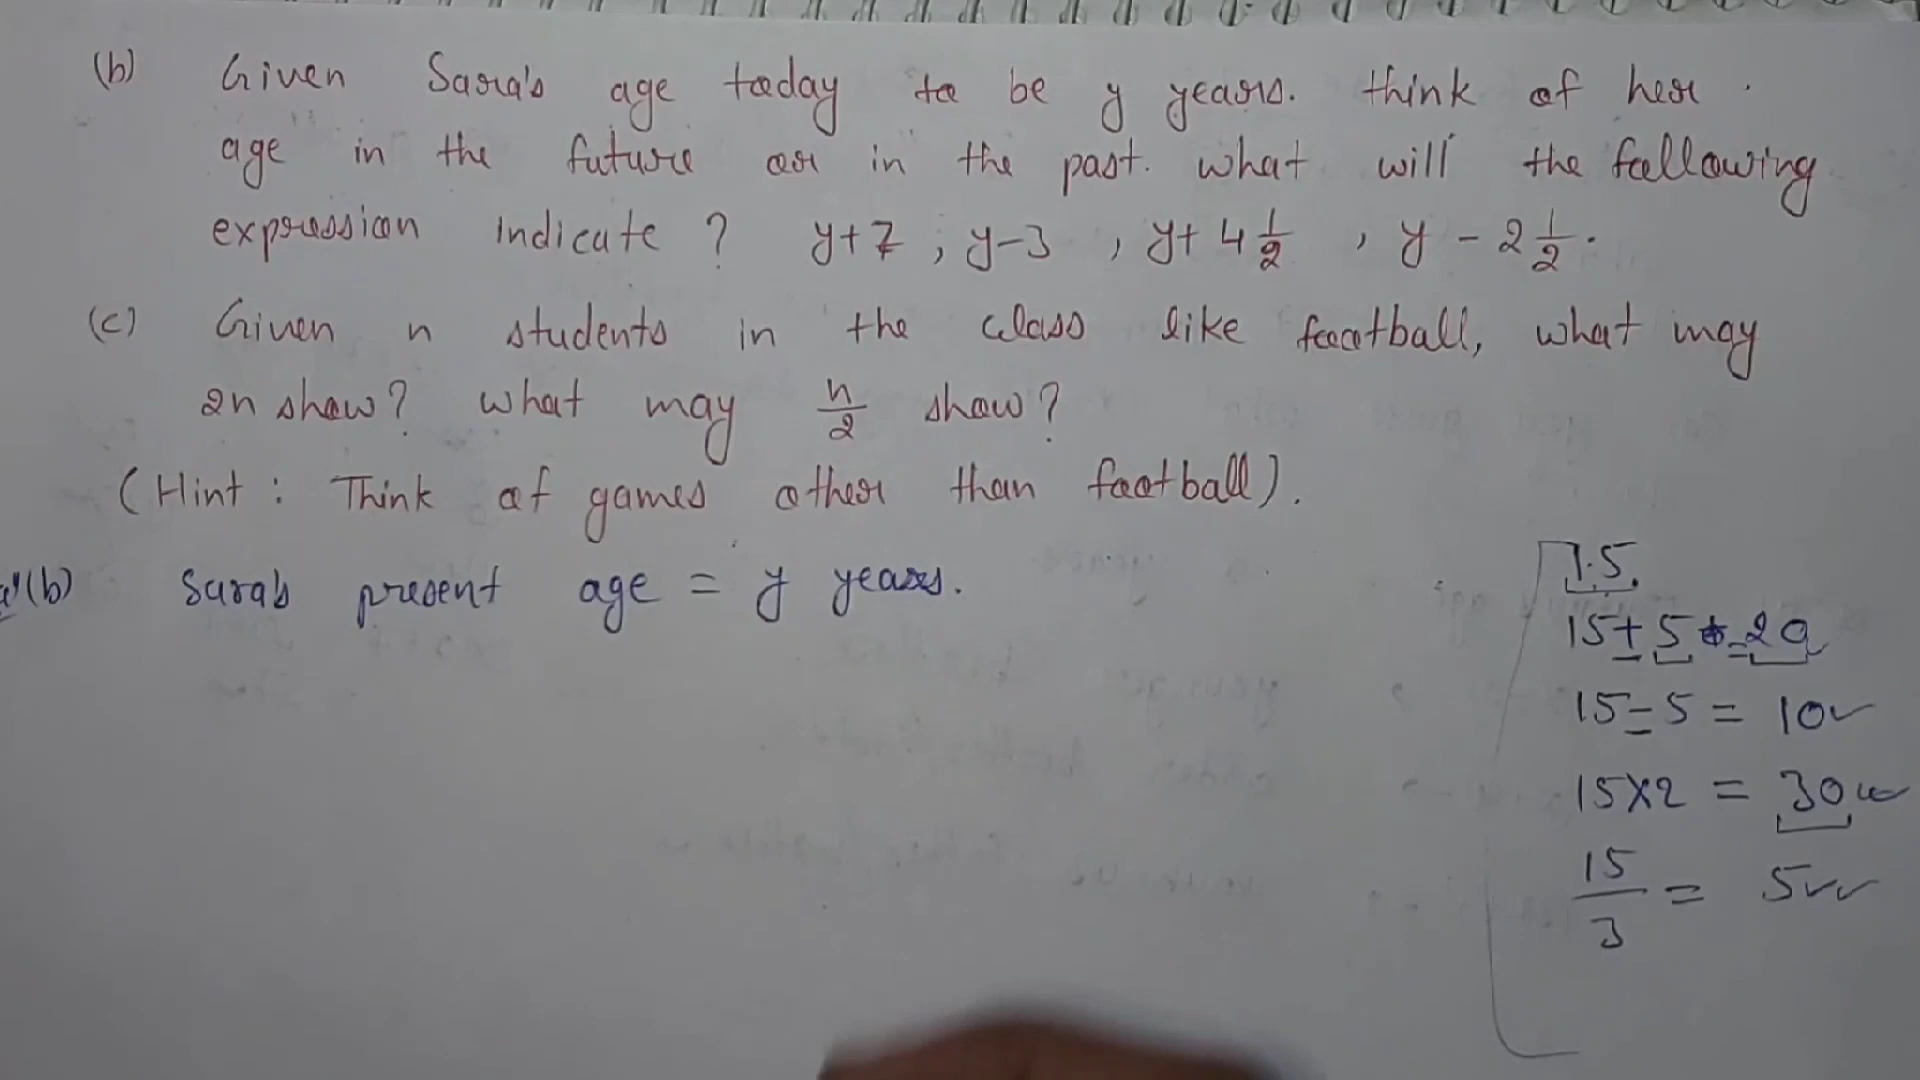 (b) Given Sara's age today to be y years. think of her
age in the future or in the past. what will the following
expression indicate ? y+7 , y-3 , y+ 4 1/2 , y - 2 1/2 .
(c) Given n students in the class like football, what may
2n show? what may n/2 show?
(Hint : Think of games other than football).
(b) Sarab present age = y years.
15
15+5=20
15-5 = 10
15×2 = 30
15/3 = 5